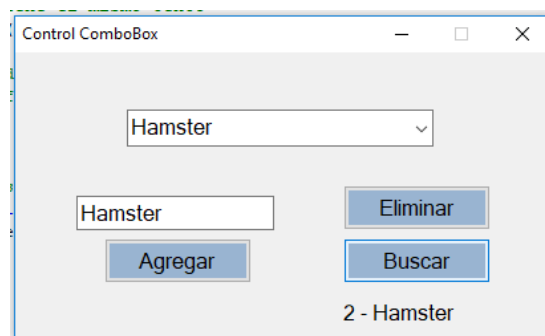 Control ComboBox
Hamster
Hamster
Eliminar
Agregar
Buscar
2 - Hamster